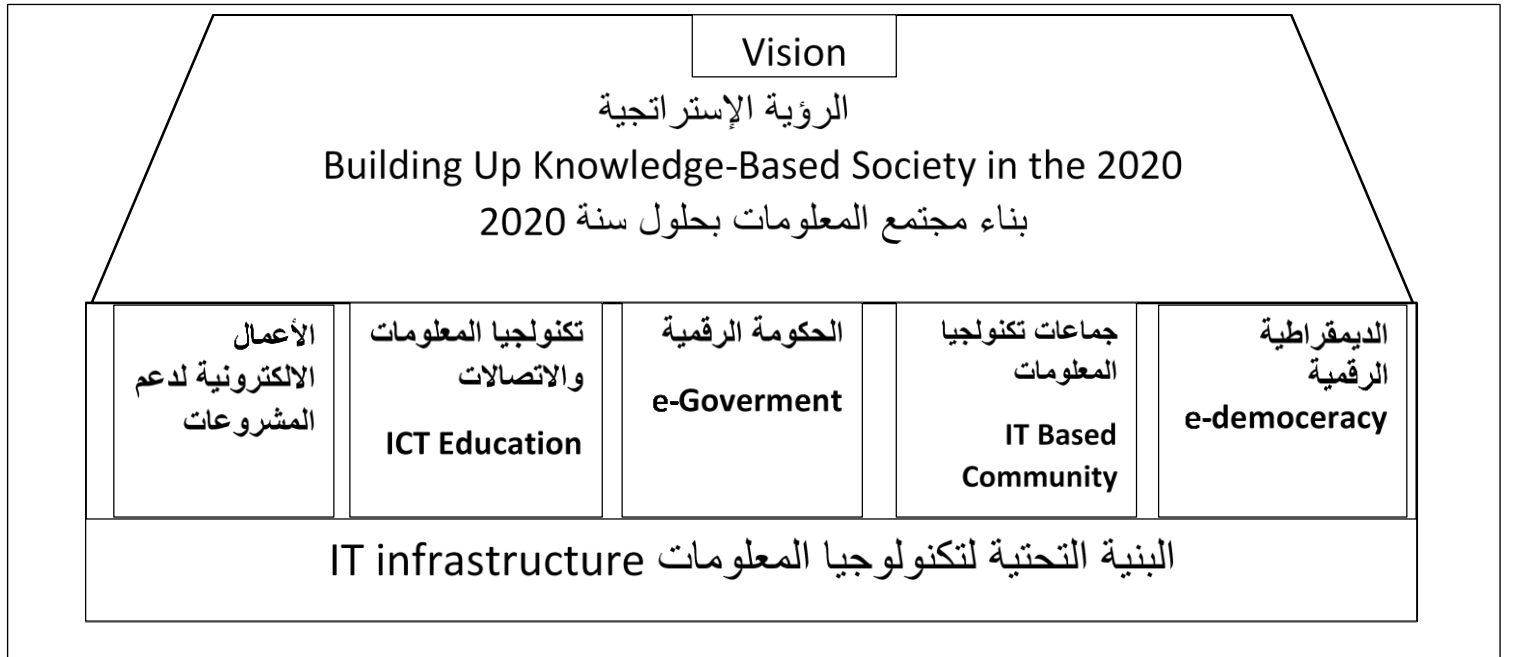 Vision
الرؤية الإستراتجية
Building Up Knowledge-Based Society in the 2020
بناء مجتمع المعلومات بحلول سنة 2020
الديمقراطية
الرقمية
e-democeracy
جماعات تكنولجيا
المعلومات
IT Based
Community
الحكومة الرقمية
e-Goverment
تكنولجيا المعلومات
والاتصالات
ICT Education
الأعمال
الالكترونية لدعم
المشروعات
البنية التحتية لتكنولوجيا المعلومات IT infrastructure